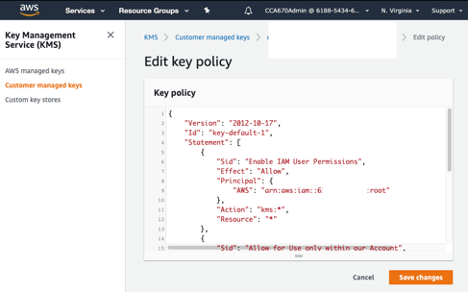 aws
Services
Resource Groups
CCA670Admin @ 6188-5434-6...
N. Virginia
Support
Key Management
Service (KMS)
AWS managed keys
Customer managed keys
Custom key stores
KMS
Customer managed keys
Edit policy
Edit key policy
Key policy
1 {
2 "Version": "2012-10-17",
3 "Id": "key-default-1",
4 "Statement": [
5 {
6 "Sid": "Enable IAM User Permissions",
7 "Effect": "Allow",
8 "Principal": {
9 "AWS": "arn:aws:iam::6 :root"
10 },
11 "Action": "kms:*",
12 "Resource": "*"
13 },
14 {
15 "Sid": "Allow for Use only within our Account",
Cancel
Save changes